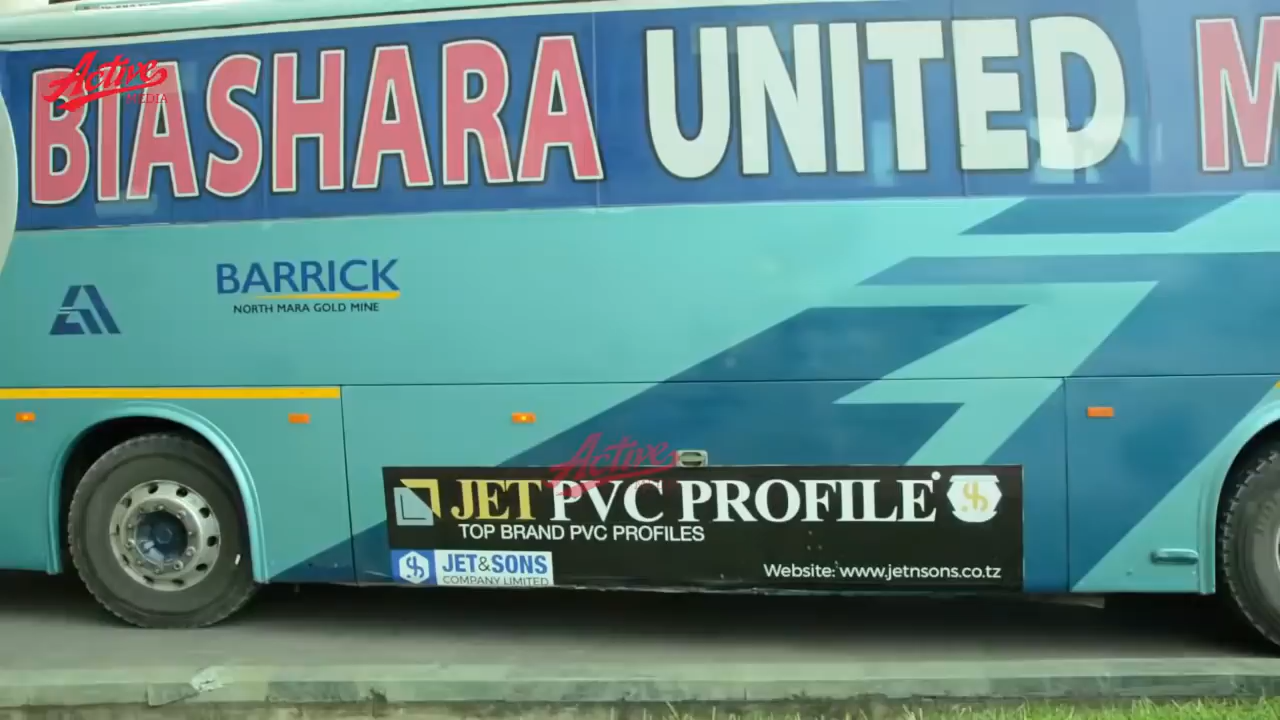 BIASHARA UNITED M
Active
MEDIA
BARRICK
NORTH MARA GOLD MINE
Active
JET PVC PROFILE
TOP BRAND PVC PROFILES
JET&SONS
COMPANY LIMITED
Website: www.jetnsons.co.tz